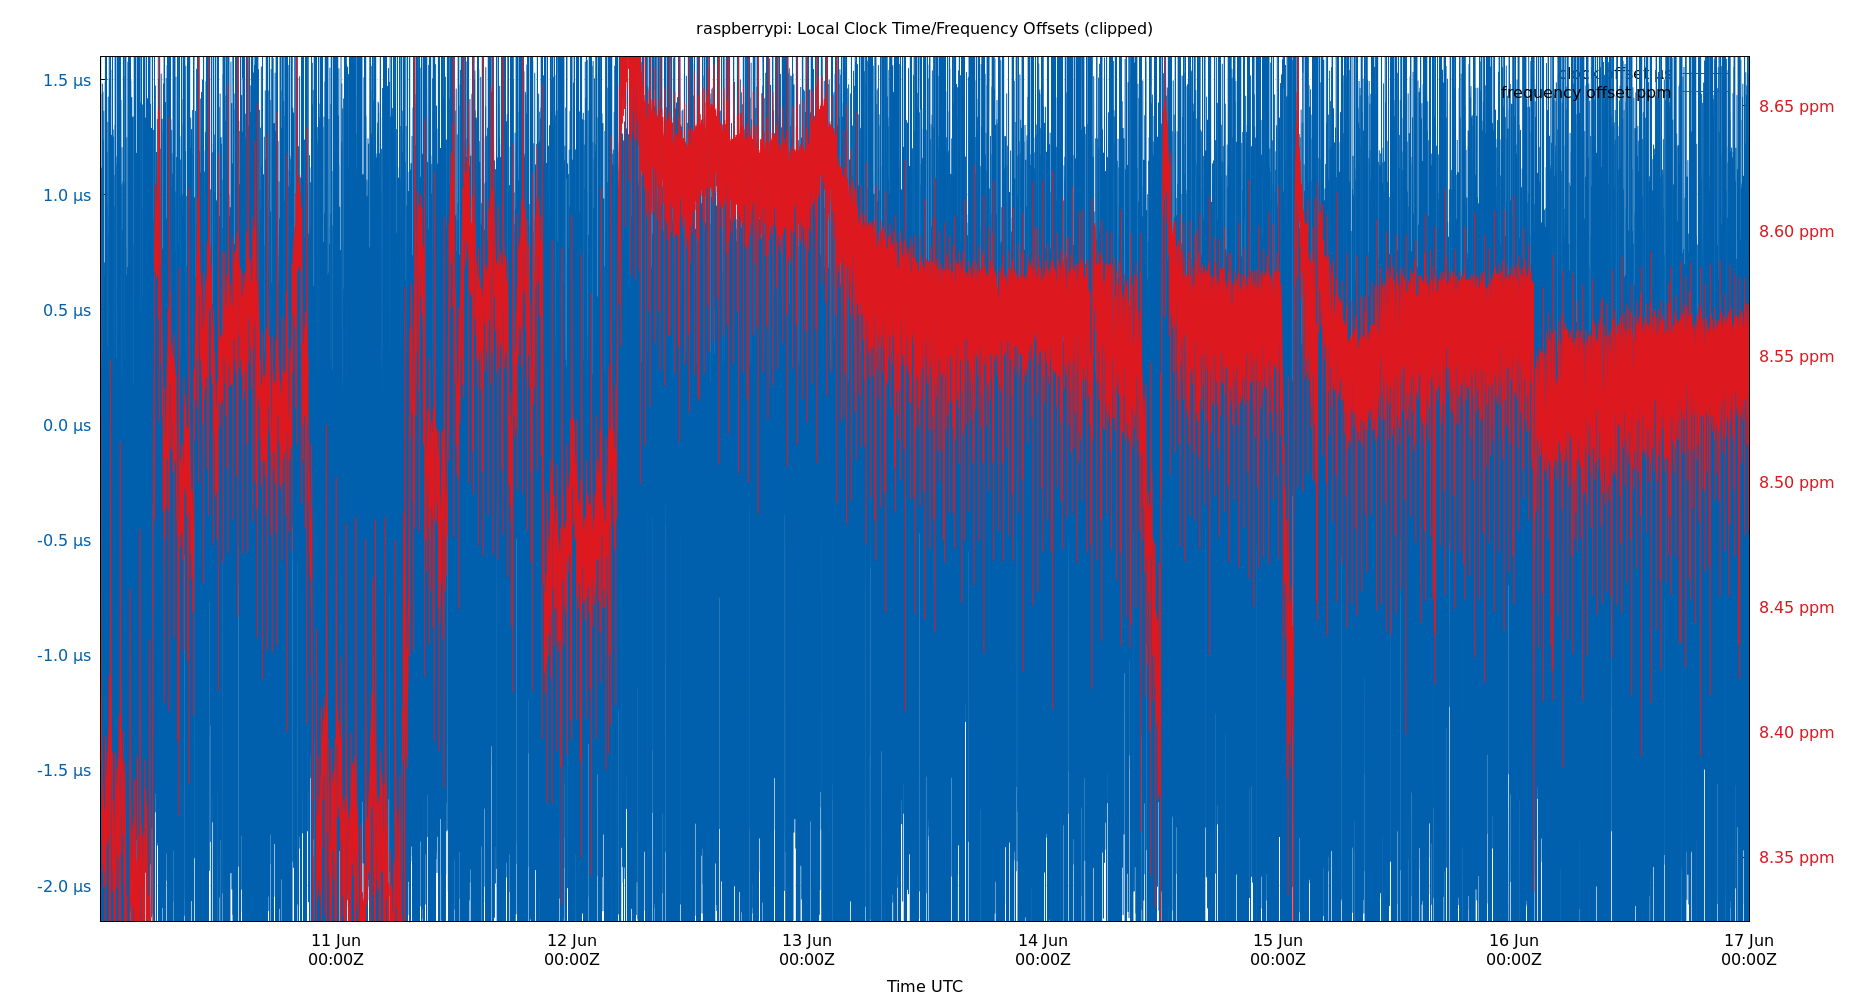 raspberrypi: Local Clock Time/Frequency Offsets (clipped)
clock offset µs
frequency offset ppm
1.5 µs
1.0 µs
0.5 µs
0.0 µs
-0.5 µs
-1.0 µs
-1.5 µs
-2.0 µs
8.65 ppm
8.60 ppm
8.55 ppm
8.50 ppm
8.45 ppm
8.40 ppm
8.35 ppm
11 Jun 12 Jun 13 Jun 14 Jun 15 Jun 16 Jun 17 Jun
00:00Z 00:00Z 00:00Z 00:00Z 00:00Z 00:00Z 00:00Z
Time UTC